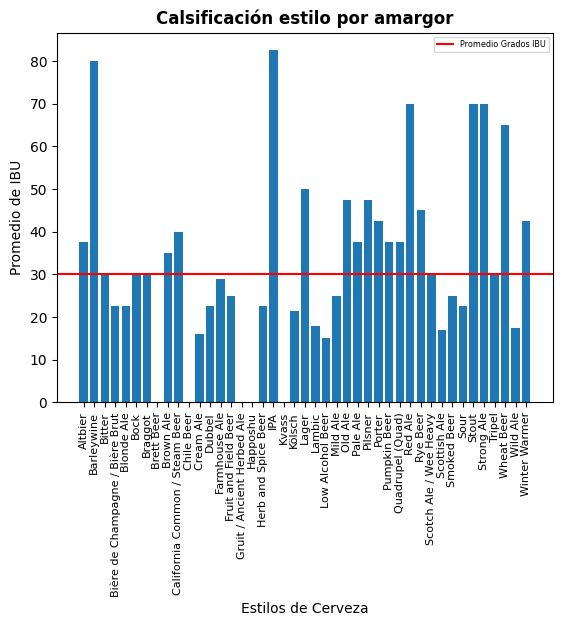 Calsificación estilo por amargor
Promedio Grados IBU
Promedio de IBU
80
70
60
50
40
30
20
10
0
Altbier
Barleywine
Bitter
Bière de Champagne / Bière Brut
Blonde Ale
Bock
Braggot
Brett Beer
Brown Ale
California Common / Steam Beer
Chile Beer
Cream Ale
Dubbel
Farmhouse Ale
Fruit and Field Beer
Gruit / Ancient Herbed Ale
Happoshu
Herb and Spice Beer
IPA
Kvass
Kölsch
Lager
Lambic
Low Alcohol Beer
Mild Ale
Old Ale
Pale Ale
Pilsner
Porter
Pumpkin Beer
Quadrupel (Quad)
Red Ale
Rye Beer
Scotch Ale / Wee Heavy
Scottish Ale
Smoked Beer
Sour
Stout
Strong Ale
Tripel
Wheat Beer
Wild Ale
Winter Warmer
Estilos de Cerveza